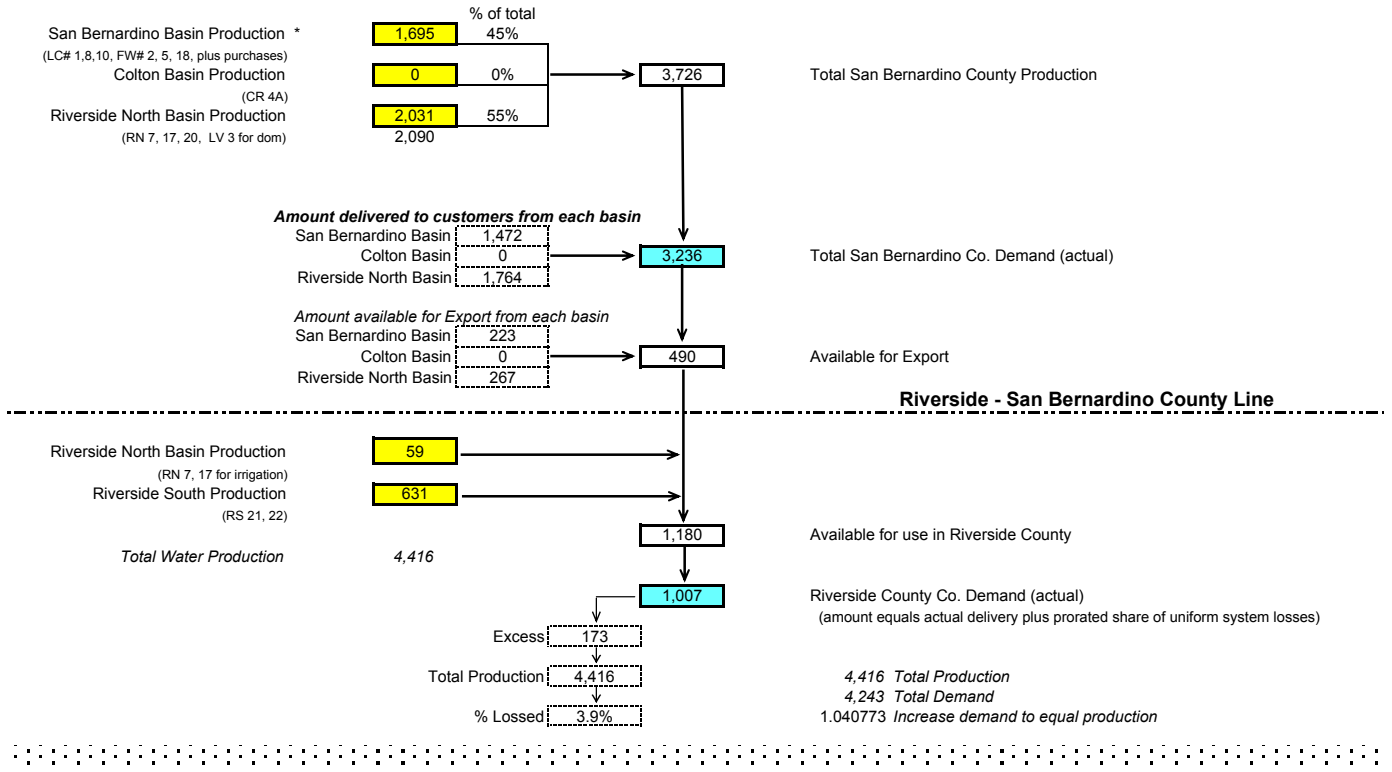 % of total
San Bernardino Basin Production * 1,695 45%
(LC# 1,8,10, FW# 2, 5, 18, plus purchases)
Colton Basin Production 0 0% 3,726 Total San Bernardino County Production
(CR 4A)
Riverside North Basin Production 2,031 55%
(RN 7, 17, 20, LV 3 for dom) 2,090
Amount delivered to customers from each basin
San Bernardino Basin 1,472
Colton Basin 0 3,236 Total San Bernardino Co. Demand (actual)
Riverside North Basin 1,764
Amount available for Export from each basin
San Bernardino Basin 223
Colton Basin 0 490 Available for Export
Riverside North Basin 267
Riverside - San Bernardino County Line
Riverside North Basin Production 59
(RN 7, 17 for irrigation)
Riverside South Production 631
(RS 21, 22)
1,180 Available for use in Riverside County
Total Water Production 4,416
1,007 Riverside County Co. Demand (actual)
(amount equals actual delivery plus prorated share of uniform system losses)
Excess 173
Total Production 4,416 4,416 Total Production
4,243 Total Demand
% Lossed 3.9% 1.040773 Increase demand to equal production